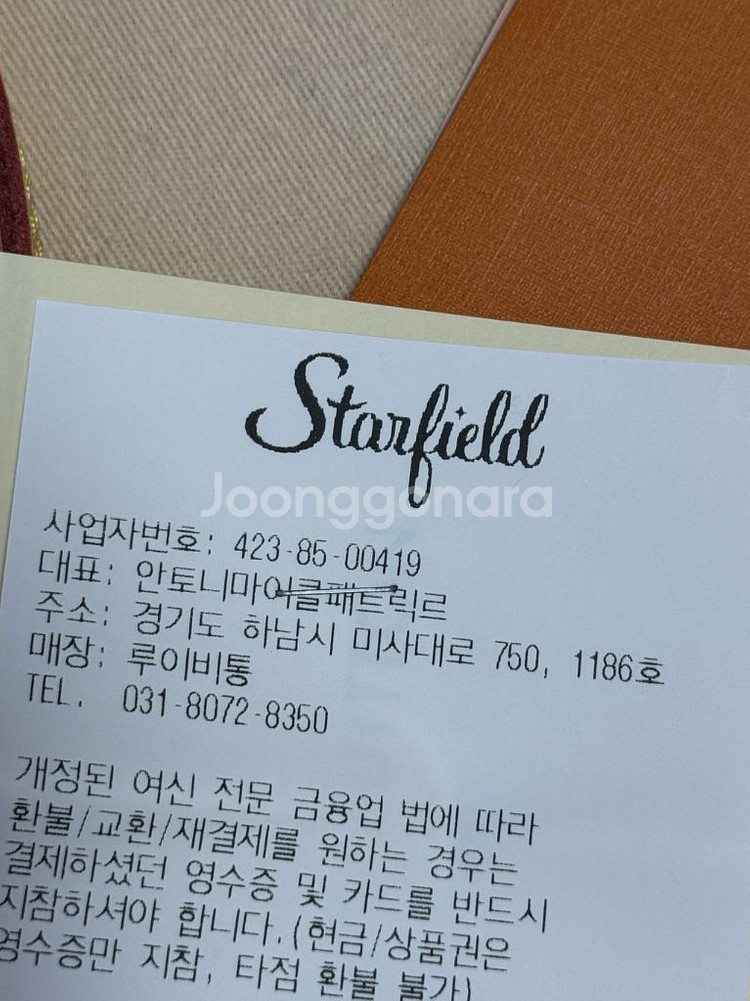 Starfield
Joonggonara
사업자번호: 423-85-00419
대표: 안토니마이클패트릭르
주소: 경기도 하남시 미사대로 750, 1186호
매장: 루이비통
TEL. 031-8072-8350
개정된 여신 전문 금융업 법에 따라
환불/교환/재결제를 원하는 경우는
결제하셨던 영수증 및 카드를 반드시
지참하셔야 합니다.(현금/상품권은
영수증만 지참, 타점 환불 불가)